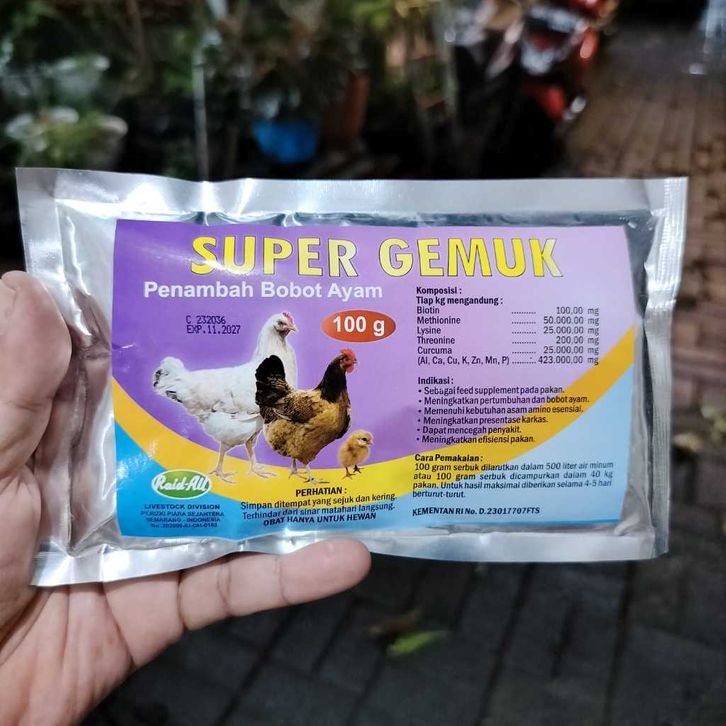 SUPER GEMUK
Penambah Bobot Ayam
C 232036
EXP.11.2027
100 g
Komposisi :
Tiap kg mengandung :
Biotin .......... 100,00 mg
Methionine .......... 50.000,00 mg
Lysine .......... 25.000,00 mg
Threonine .......... 200,00 mg
Curcuma .......... 25.000,00 mg
(Al, Ca, Cu, K, Zn, Mn, P) .......... 423.000,00 mg
Indikasi :
• Sebagai feed supplement pada pakan.
• Meningkatkan pertumbuhan dan bobot ayam.
• Memenuhi kebutuhan asam amino esensial.
• Meningkatkan presentase karkas.
• Dapat mencegah penyakit.
• Meningkatkan efisiensi pakan.
Cara Pemakaian :
100 gram serbuk dilarutkan dalam 500 liter air minum
atau 100 gram serbuk dicampurkan dalam 40 kg
pakan. Untuk hasil maksimal diberikan selama 4-5 hari
berturut-turut.
KEMENTAN RI No. D.23017707FTS
Raid-All
LIVESTOCK DIVISION
PT.RIZKI PIARA SEJAHTERA
SEMARANG - INDONESIA
PERHATIAN :
Simpan ditempat yang sejuk dan kering.
Terhindar dari sinar matahari langsung.
OBAT HANYA UNTUK HEWAN